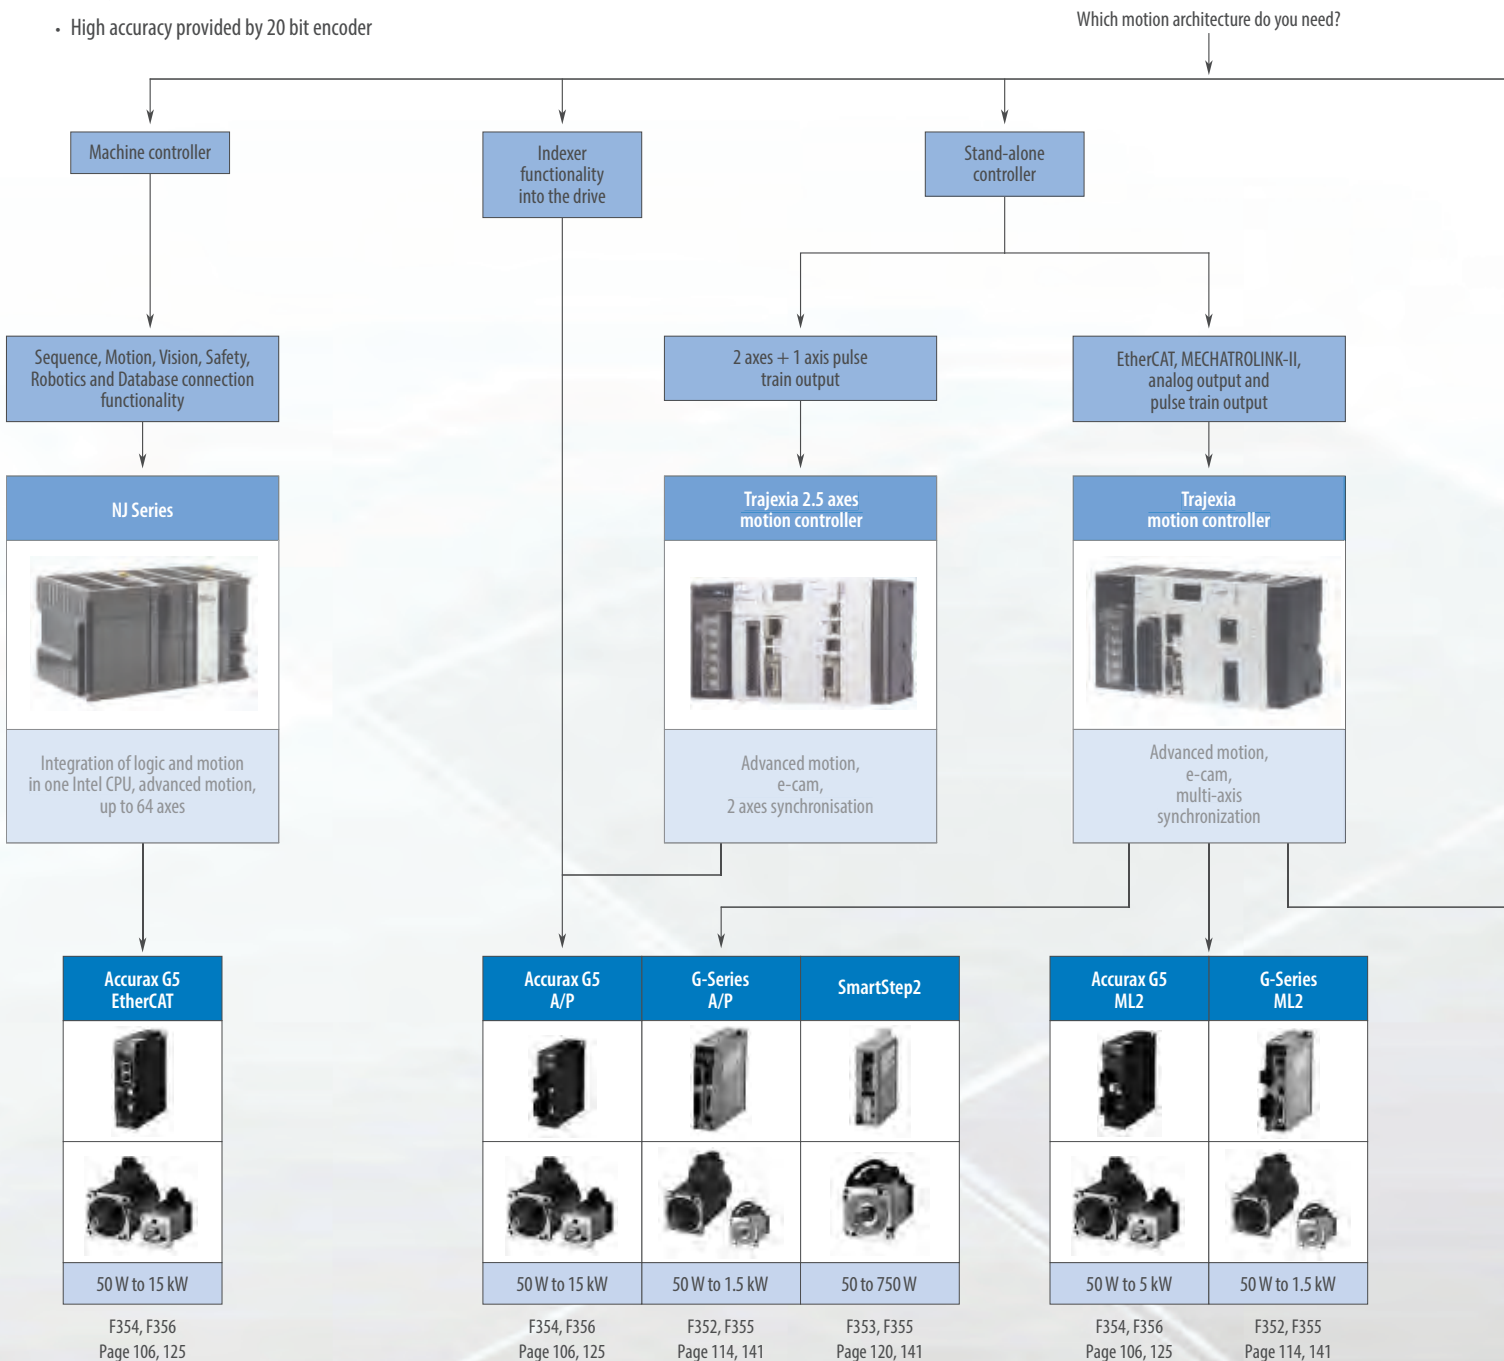 • High accuracy provided by 20 bit encoder
Which motion architecture do you need?
Machine controller
Indexer
functionality
into the drive
Stand-alone
controller
Sequence, Motion, Vision, Safety,
Robotics and Database connection
functionality
2 axes + 1 axis pulse
train output
EtherCAT, MECHATROLINK-II,
analog output and
pulse train output
NJ Series
Trajexia 2.5 axes
motion controller
Trajexia
motion controller
Integration of logic and motion
in one Intel CPU, advanced motion,
up to 64 axes
Advanced motion,
e-cam,
2 axes synchronisation
Advanced motion,
e-cam,
multi-axis
synchronization
Accurax G5
EtherCAT
Accurax G5
A/P
G-Series
A/P
SmartStep2
Accurax G5
ML2
G-Series
ML2
50 W to 15 kW
50 W to 15 kW
50 W to 1.5 kW
50 to 750 W
50 W to 5 kW
50 W to 1.5 kW
F354, F356
Page 106, 125
F354, F356
Page 106, 125
F352, F355
Page 114, 141
F353, F355
Page 120, 141
F354, F356
Page 106, 125
F352, F355
Page 114, 141